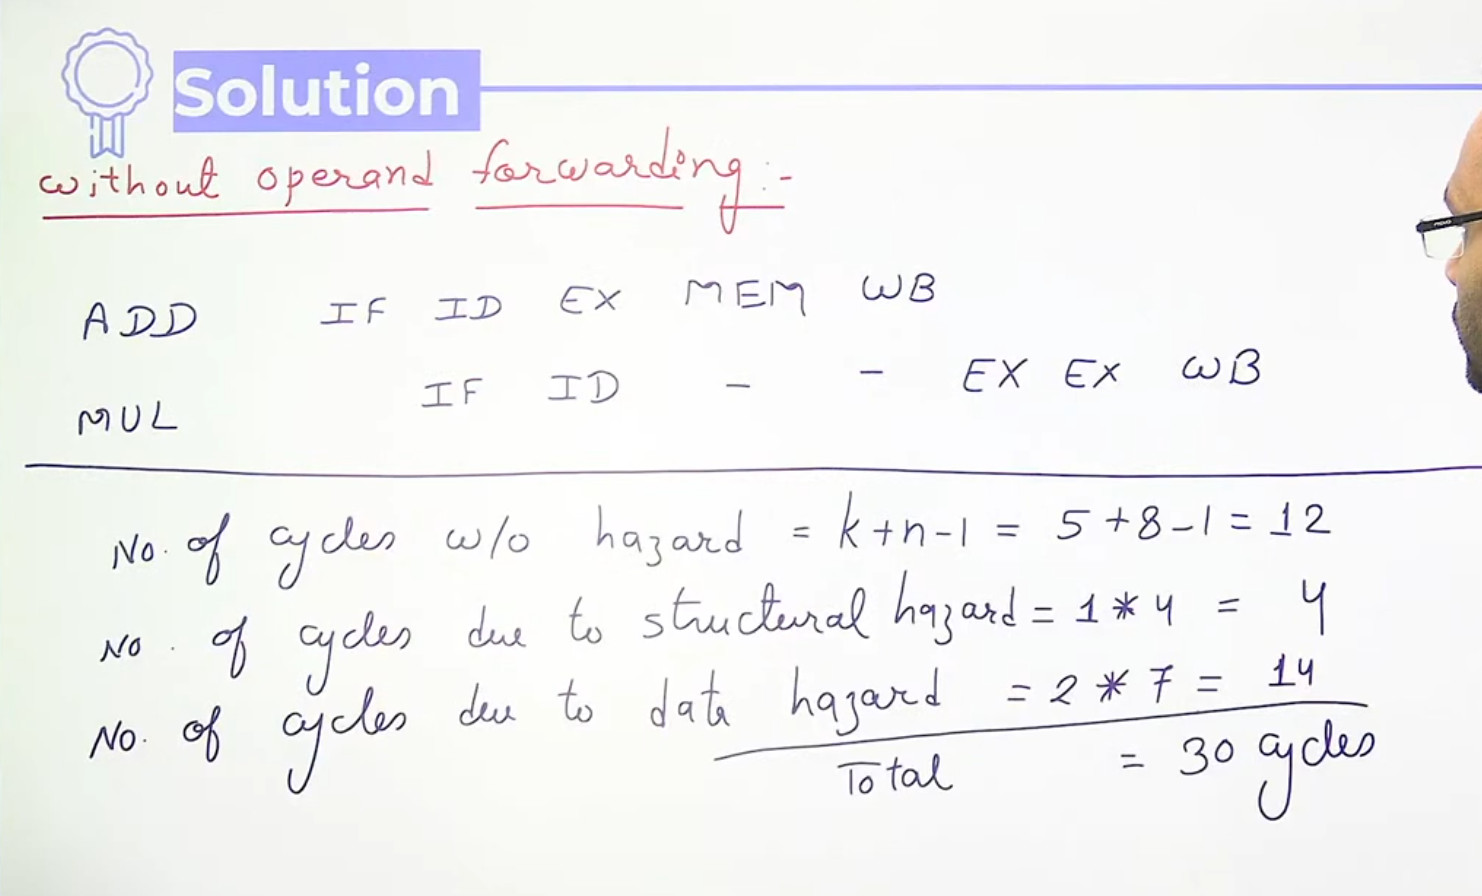 Solution
without operand forwarding :-
ADD IF ID EX MEM WB
MUL IF ID - - EX EX WB
No. of cycles w/o hazard = k+n-1 = 5+8-1 = 12
No. of cycles due to structural hazard = 1 * 4 = 4
No. of cycles due to data hazard = 2 * 7 = 14
Total = 30 cycles